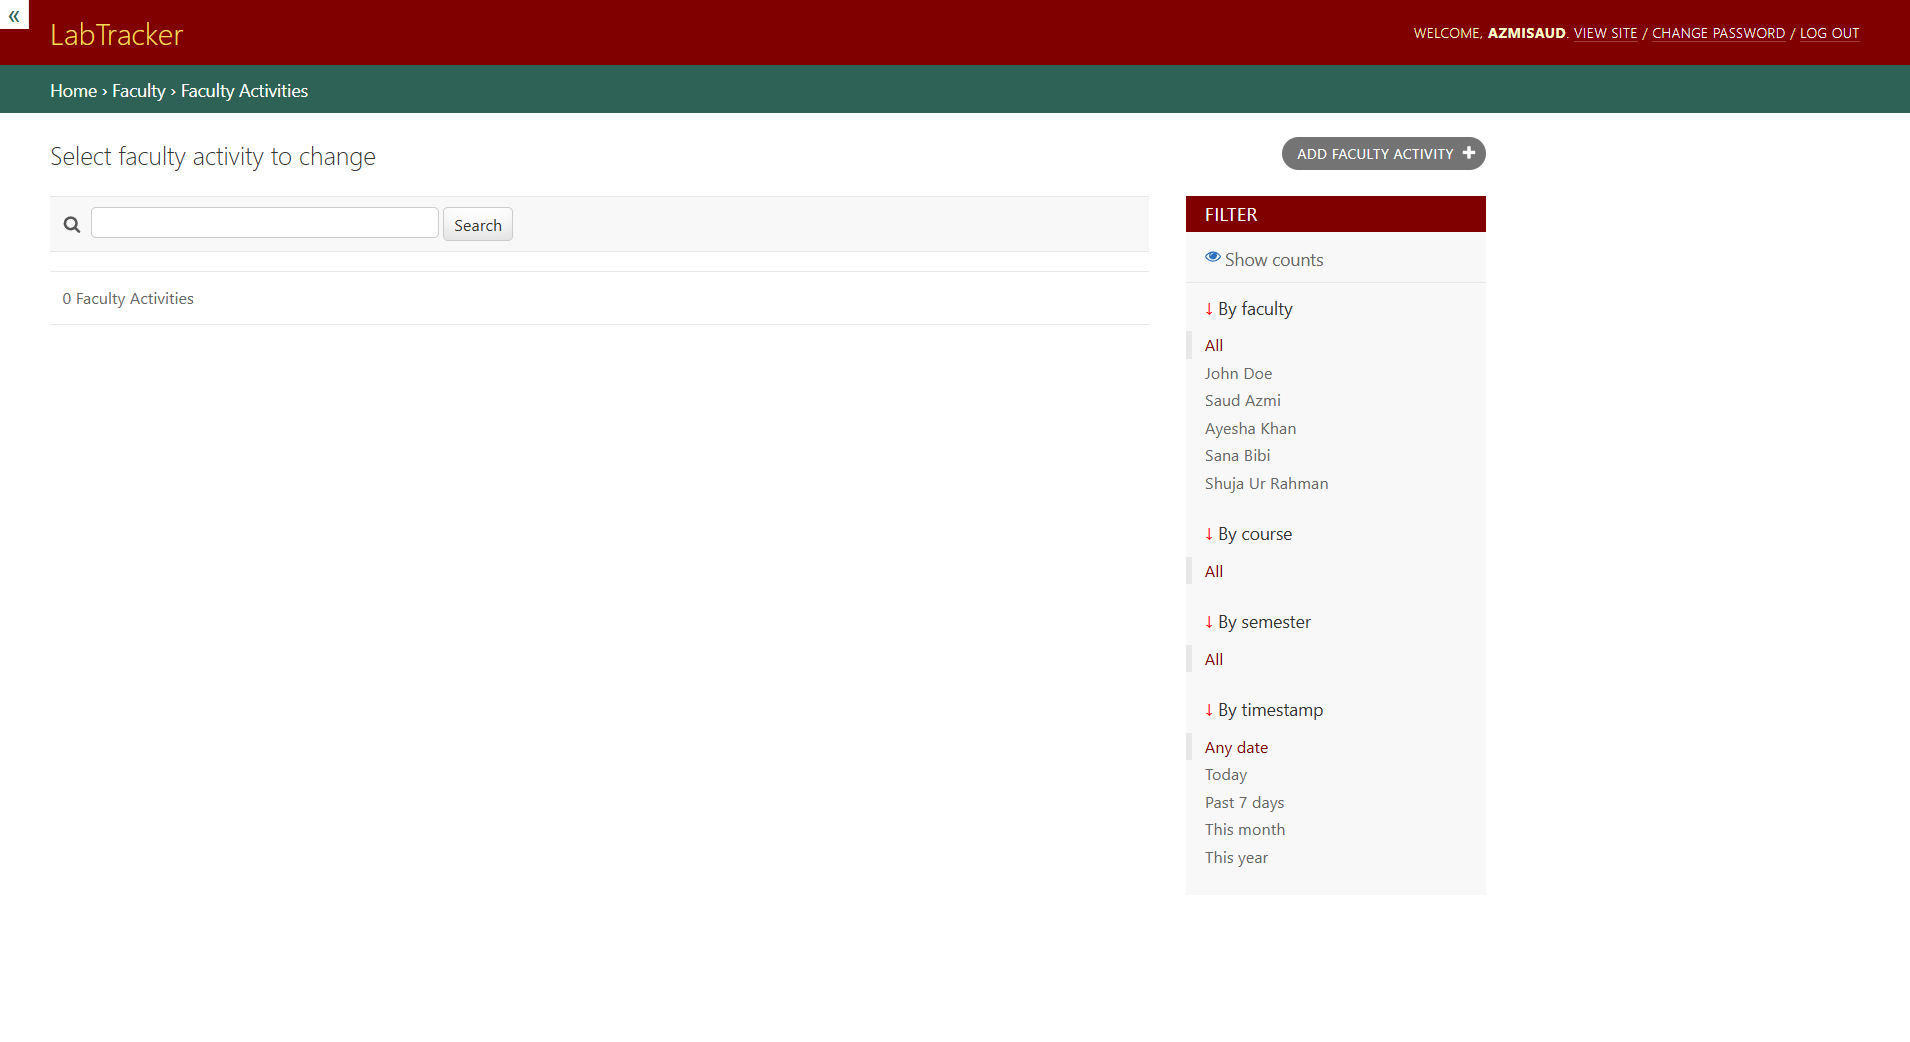 «
LabTracker
WELCOME, AZMISAUD. VIEW SITE / CHANGE PASSWORD / LOG OUT
Home › Faculty › Faculty Activities
Select faculty activity to change
ADD FACULTY ACTIVITY +
Search
0 Faculty Activities
FILTER
Show counts
↓ By faculty
All
John Doe
Saud Azmi
Ayesha Khan
Sana Bibi
Shuja Ur Rahman
↓ By course
All
↓ By semester
All
↓ By timestamp
Any date
Today
Past 7 days
This month
This year